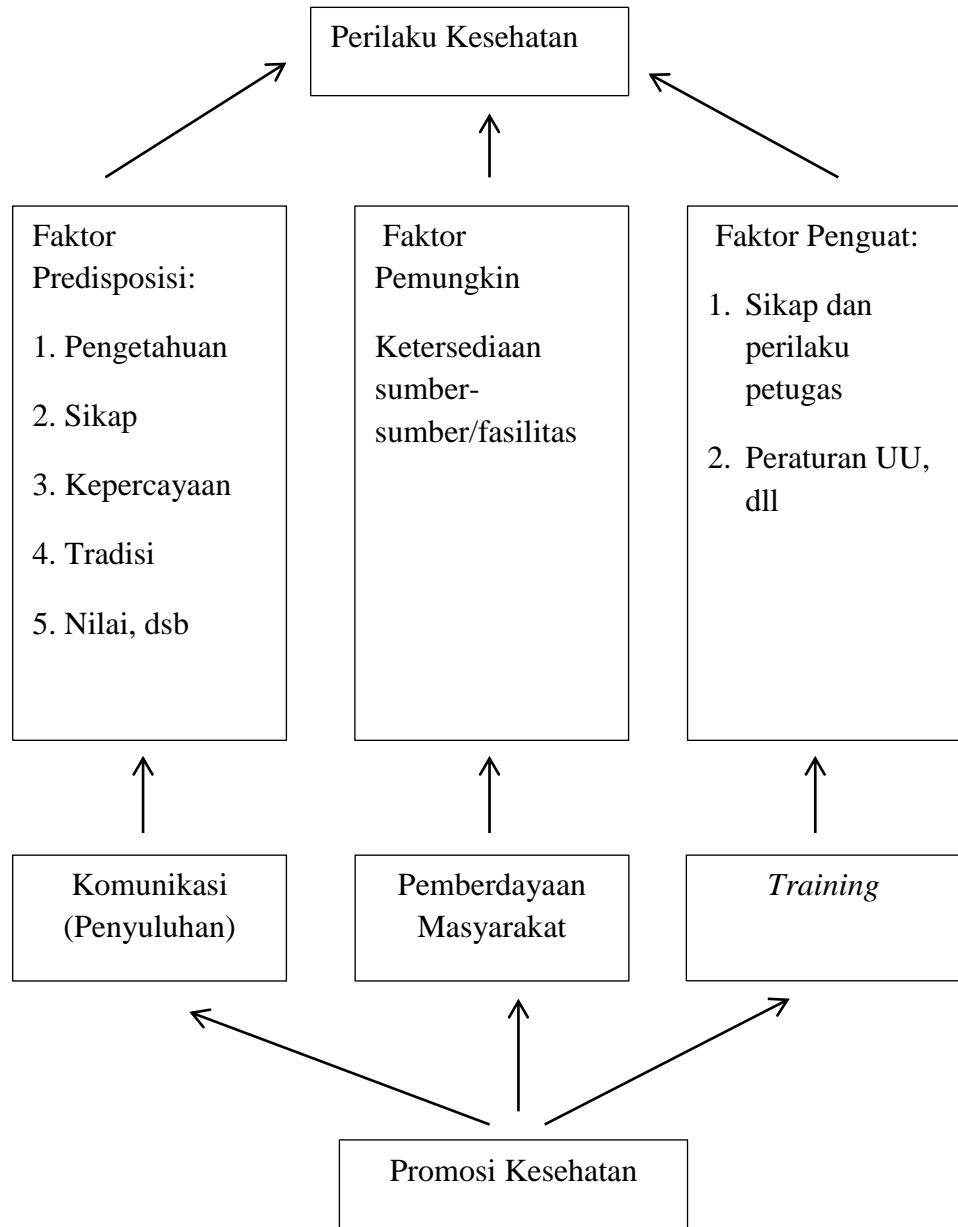 Perilaku Kesehatan
Faktor
Predisposisi:
1. Pengetahuan
2. Sikap
3. Kepercayaan
4. Tradisi
5. Nilai, dsb
Faktor
Pemungkin
Ketersediaan
sumber-
sumber/fasilitas
Faktor Penguat:
1. Sikap dan
perilaku
petugas
2. Peraturan UU,
dll
Komunikasi
(Penyuluhan)
Pemberdayaan
Masyarakat
Training
Promosi Kesehatan